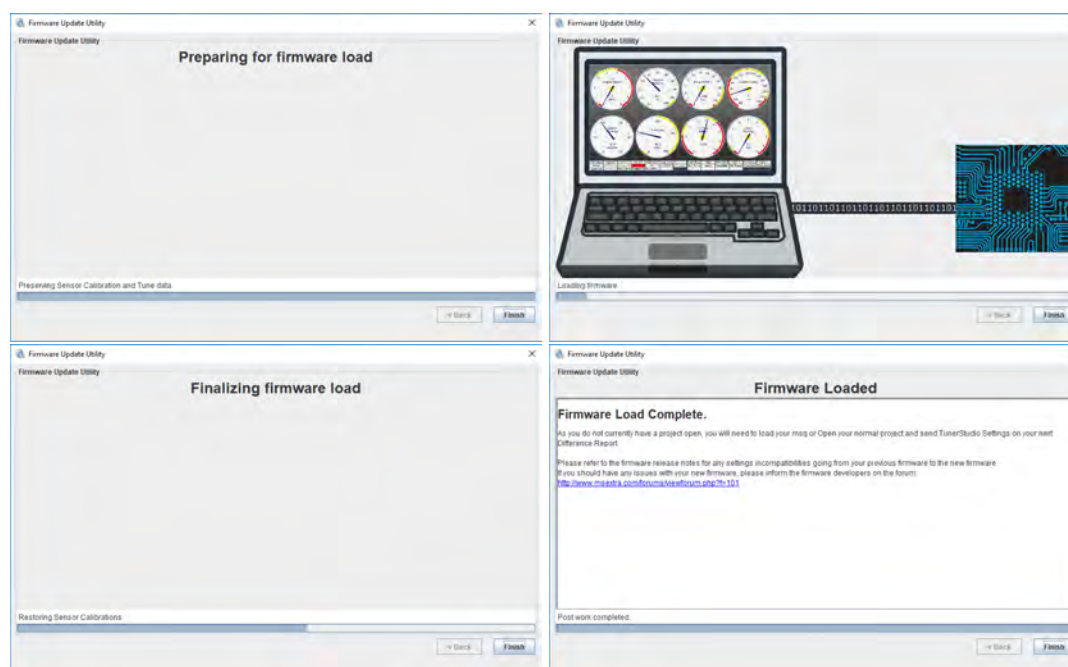 Firmware Update Utility
Firmware Update Utility
Preparing for firmware load
Preserving Sensor Calibration and Tune data
< Back Finish
Firmware Update Utility
Firmware Update Utility
Loading firmware
< Back Finish
Firmware Update Utility
Firmware Update Utility
Finalizing firmware load
Restoring Sensor Calibrations
< Back Finish
Firmware Update Utility
Firmware Update Utility
Firmware Loaded
Firmware Load Complete.
As you do not currently have a project open, you will need to load your msq or Open your normal project and send TunerStudio Settings on your next
Difference Report.
Please refer to the firmware release notes for any settings incompatibilities going from your previous firmware to the new firmware
If you should have any issues with your new firmware, please inform the firmware developers on the forum:
http://www.msextra.com/forums/viewforum.php?f=101
Post work completed.
< Back Finish